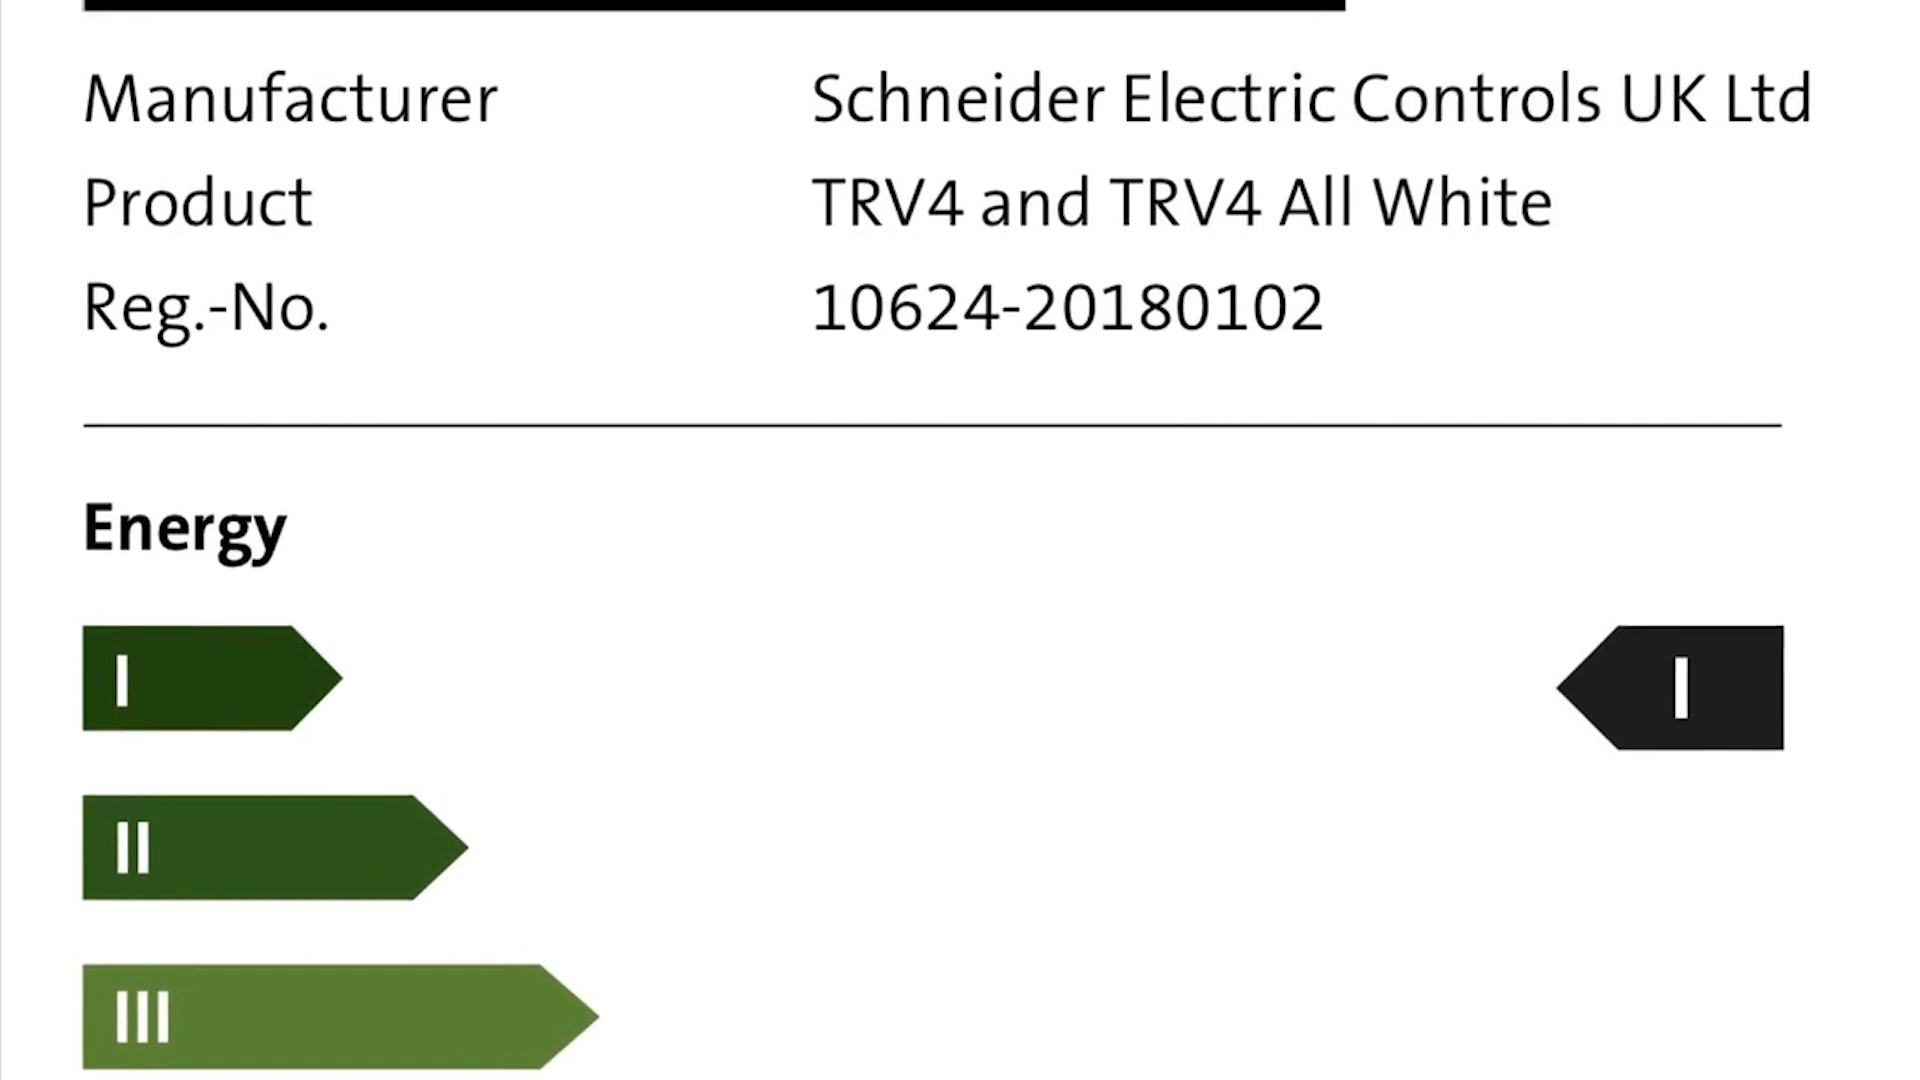 Manufacturer Schneider Electric Controls UK Ltd
Product TRV4 and TRV4 All White
Reg.-No. 10624-20180102
Energy
I I
II
III